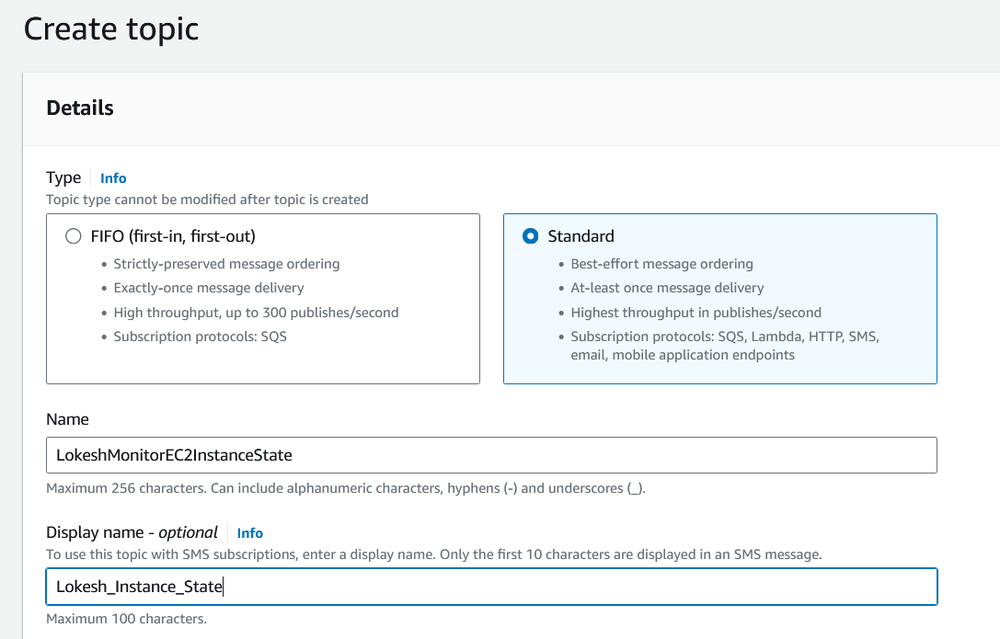 Create topic
Details
Type Info
Topic type cannot be modified after topic is created
FIFO (first-in, first-out)
• Strictly-preserved message ordering
• Exactly-once message delivery
• High throughput, up to 300 publishes/second
• Subscription protocols: SQS
Standard
• Best-effort message ordering
• At-least once message delivery
• Highest throughput in publishes/second
• Subscription protocols: SQS, Lambda, HTTP, SMS,
email, mobile application endpoints
Name
LokeshMonitorEC2InstanceState
Maximum 256 characters. Can include alphanumeric characters, hyphens (-) and underscores (_).
Display name - optional Info
To use this topic with SMS subscriptions, enter a display name. Only the first 10 characters are displayed in an SMS message.
Lokesh_Instance_State
Maximum 100 characters.